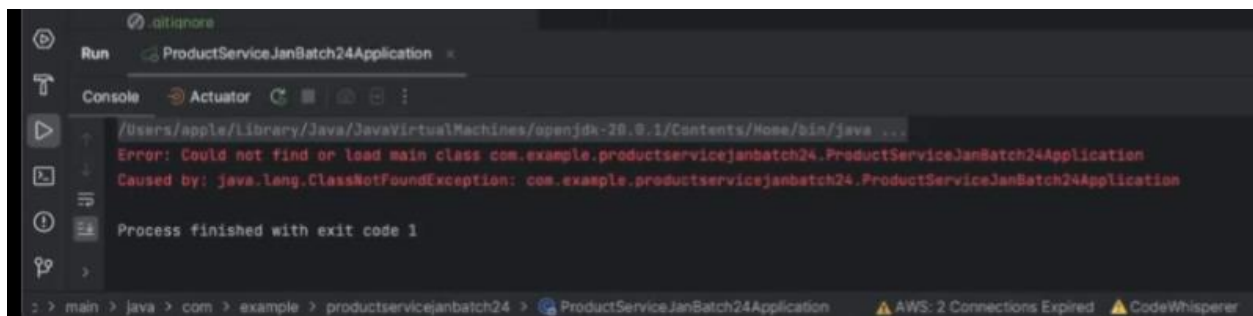 .gitignore
Run ProductServiceJanBatch24Application ×
Console Actuator
/Users/apple/Library/Java/JavaVirtualMachines/openjdk-20.0.1/Contents/Home/bin/java ...
Error: Could not find or load main class com.example.productservicejanbatch24.ProductServiceJanBatch24Application
Caused by: java.lang.ClassNotFoundException: com.example.productservicejanbatch24.ProductServiceJanBatch24Application
Process finished with exit code 1
> main > java > com > example > productservicejanbatch24 > ProductServiceJanBatch24Application AWS: 2 Connections Expired CodeWhisperer